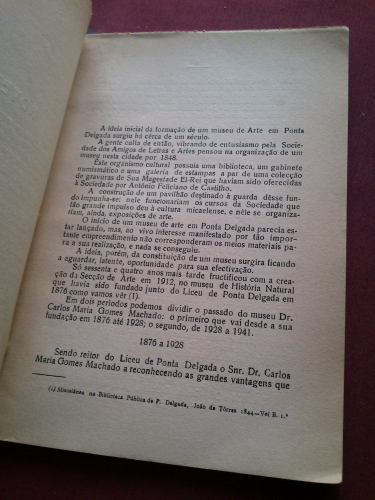 A ideia inicial da formação de um museu de Arte em Ponta
Delgada surgiu há cêrca de um século.
A gente culta de então, vibrando de entusiasmo pela Socie-
dade dos Amigos de Letras e Artes pensou na organização de um
museu nesta cidade por 1848.
Este organismo cultural possuia uma biblioteca, um gabinete
numismático e uma galeria de estampas a par de uma colecção
de gravuras de Sua Magestade El-Rei que haviam sido oferecidas
à Sociedade por António Feliciano de Castilho.
A construção de um pavilhão destinado à guarda dêsse fun-
do impunha-se: nele funcionariam os cursos da Sociedade que
tão grande impulso deu à cultura micaelense, e nêle se organiza-
riam, ainda, exposições de arte.
O início de um museu de arte em Ponta Delgada parecia es-
tar lançado, mas, ao vivo interesse manifestado por tão impor-
tante empreendimento não corresponderam os meios materiais pa-
ra a sua realização, e nada se conseguiu.
A ideia, porém, da constituição de um museu surgira ficando
a aguardar, latente, oportunidade para sua efectivação.
Só sessenta e quatro anos mais tarde frutificou com a crea-
ção da Secção de Arte em 1912, no museu de História Natural
que havia sido fundado junto do Liceu de Ponta Delgada em
1876 como vamos vêr (1).
Em dois períodos podemos dividir o passado do museu Dr.
Carlos Maria Gomes Machado: o primeiro que vai desde a sua
fundação em 1876 até 1928; o segundo, de 1928 a 1941.
1876 a 1928
Sendo reitor do Liceu de Ponta Delgada o Snr. Dr. Carlos
Maria Gomes Machado a reconhecendo as grandes vantagens que
(1) Miscelânea na Biblioteca Pública de P. Delgada, João de Tôrres 1844—Vol E. 1.º